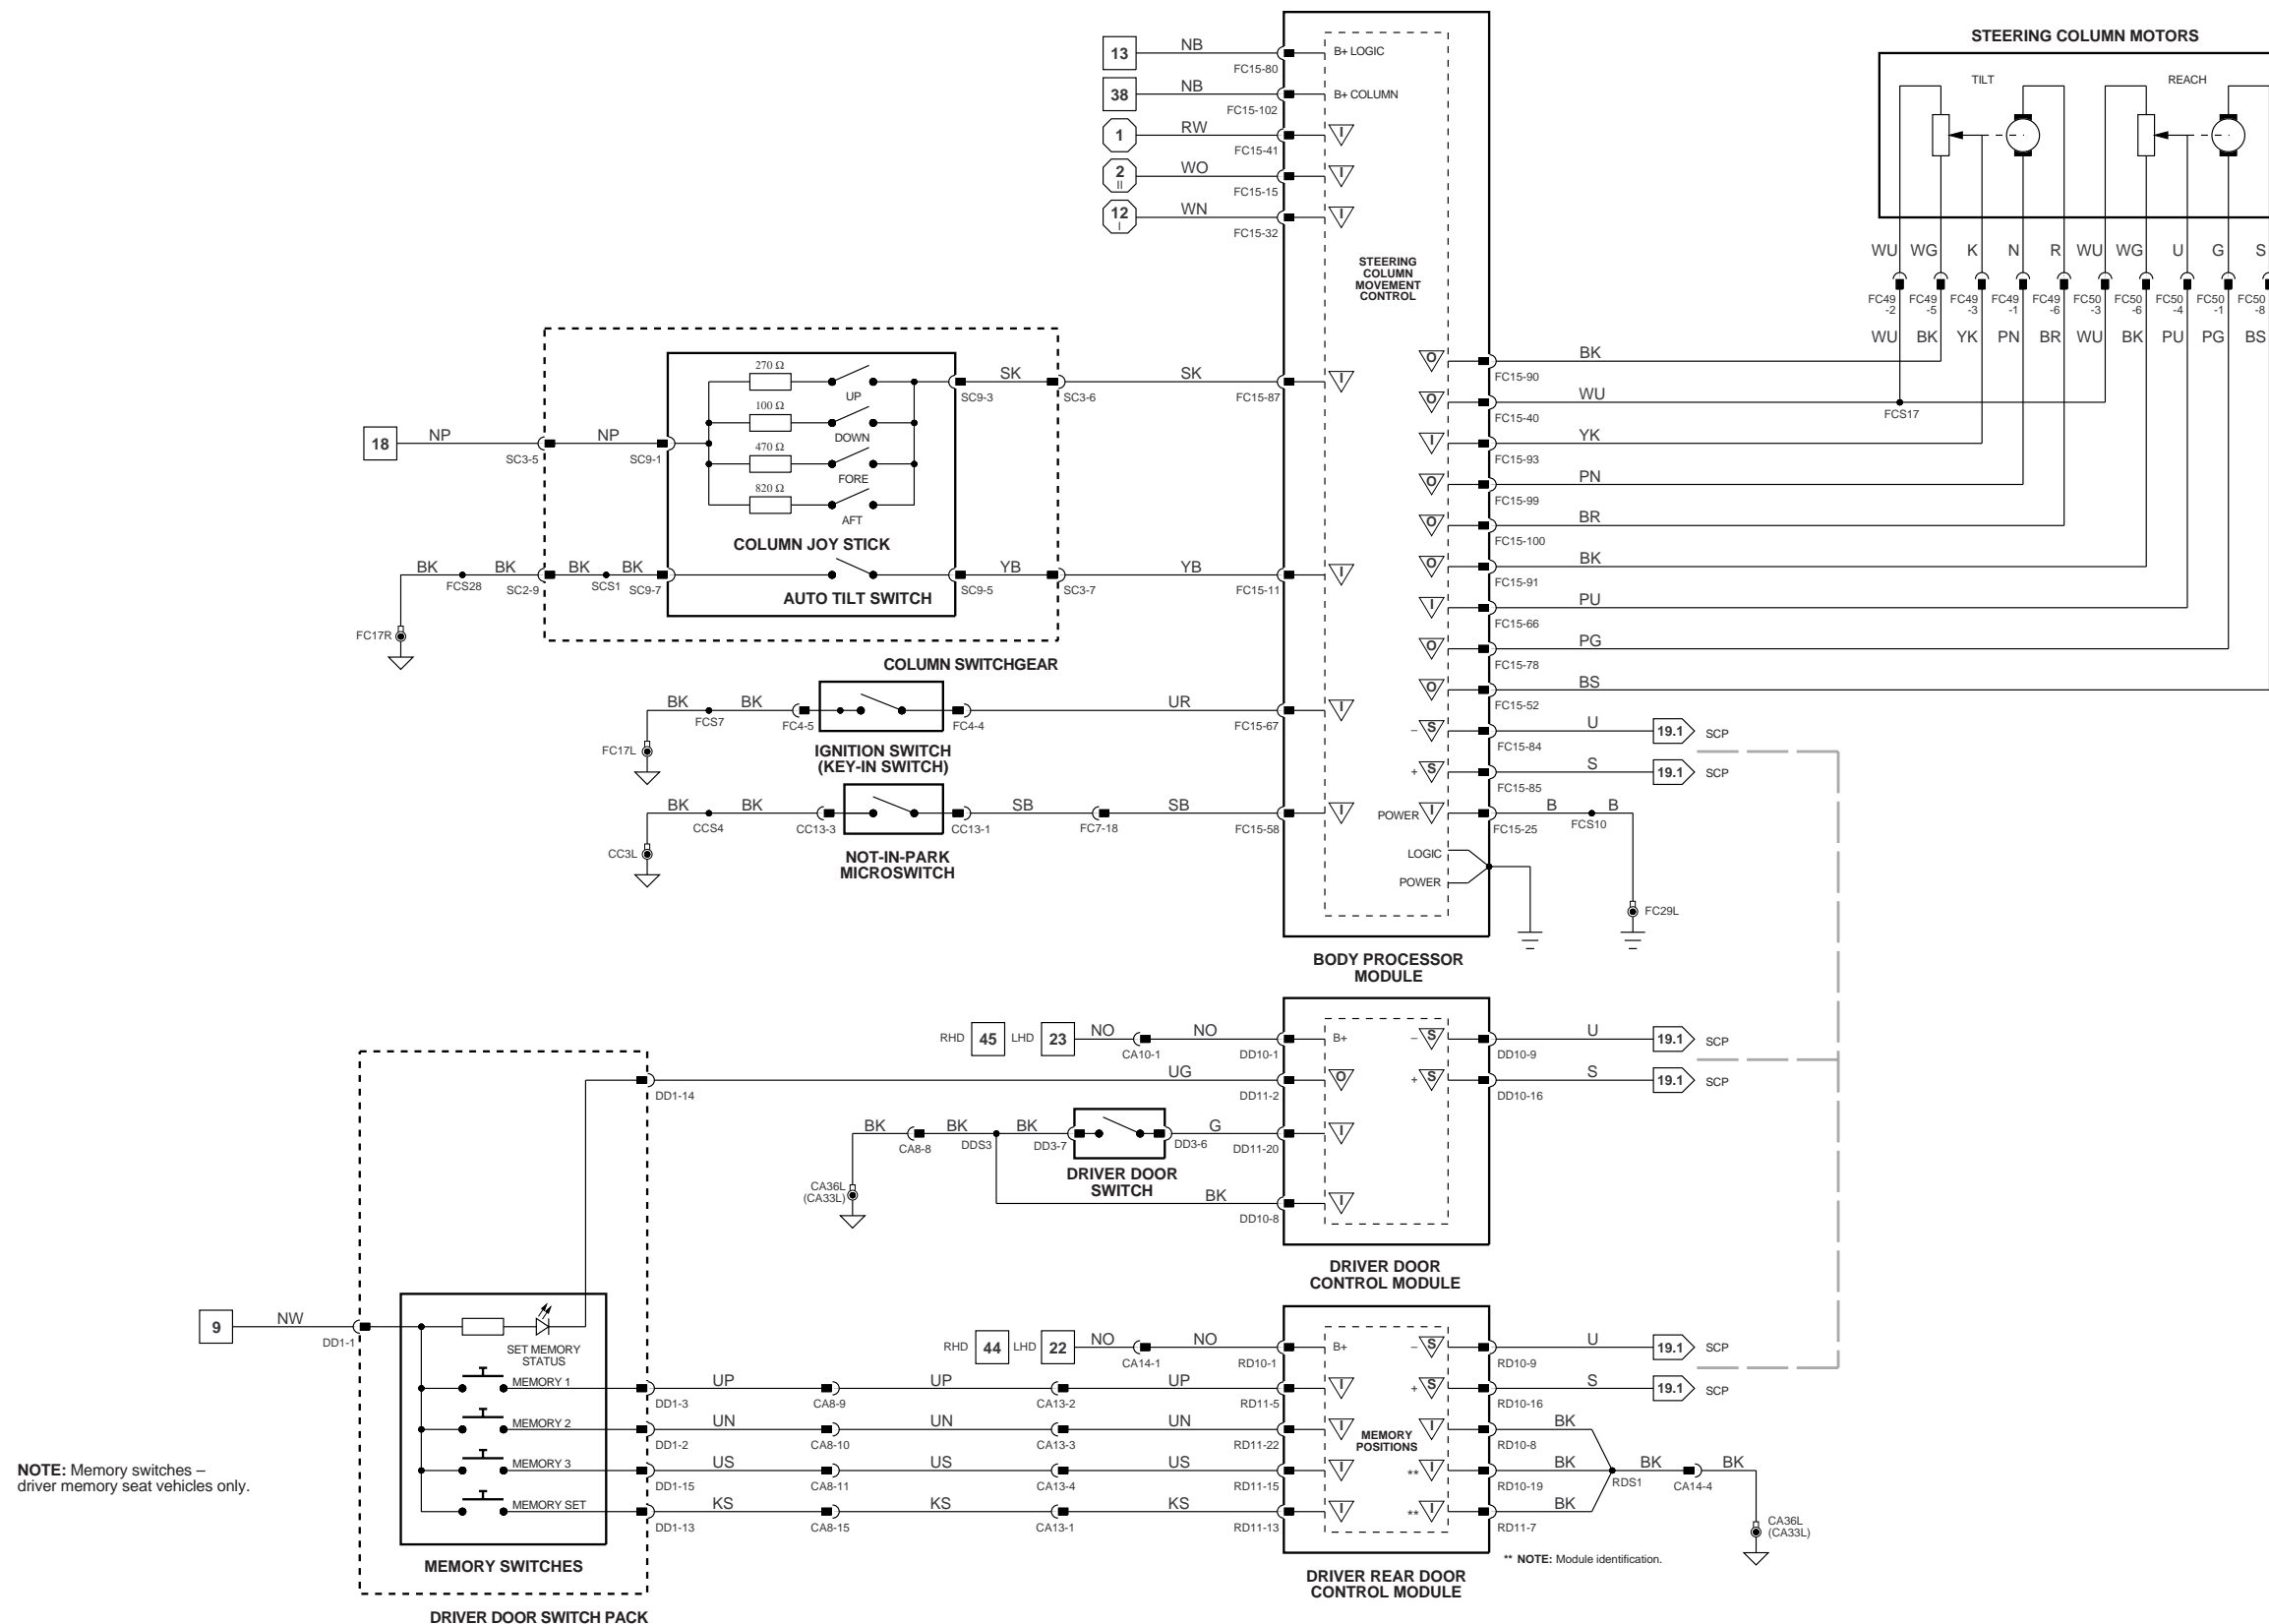 STEERING COLUMN MOTORS
TILT
REACH
WU WG K N R WU WG U G S
FC49 -2
FC49 -5
FC49 -3
FC49 -1
FC49 -6
FC50 -3
FC50 -6
FC50 -4
FC50 -1
FC50 -8
WU BK YK PN BR WU BK PU PG BS
13 NB FC15-80 B+ LOGIC
38 NB FC15-102 B+ COLUMN
1 RW FC15-41 I
2 II WO FC15-15 I
12 I WN FC15-32 I
STEERING
COLUMN
MOVEMENT
CONTROL
O FC15-90 BK
O FC15-40 WU FCS17
I FC15-93 YK
O FC15-99 PN
O FC15-100 BR
O FC15-91 BK
I FC15-66 PU
O FC15-78 PG
O FC15-52 BS
– S FC15-84 U 19.1 SCP
+ S FC15-85 S 19.1 SCP
POWER I FC15-25 B FCS10 B
LOGIC
POWER
FC29L
18 NP SC3-5 NP SC9-1
270 Ω UP
100 Ω DOWN
470 Ω FORE
820 Ω AFT
SC9-3 SK SC3-6 SK FC15-87 I
COLUMN JOY STICK
BK FCS28 BK SC2-9 BK SCS1 BK SC9-7
AUTO TILT SWITCH
SC9-5 YB SC3-7 YB FC15-11 I
FC17R
COLUMN SWITCHGEAR
BK FCS7 BK FC4-5 FC4-4 UR FC15-67 I
FC17L
IGNITION SWITCH
(KEY-IN SWITCH)
BK CCS4 BK CC13-3 CC13-1 SB FC7-18 SB FC15-58 I
CC3L
NOT-IN-PARK
MICROSWITCH
BODY PROCESSOR
MODULE
RHD 45 LHD 23 NO CA10-1 NO DD10-1 B+
– S DD10-9 U 19.1 SCP
DD1-14 UG DD11-2 O
+ S DD10-16 S 19.1 SCP
BK CA8-8 BK DDS3 BK DD3-7 DD3-6 G DD11-20 I
DRIVER DOOR
SWITCH
CA36L
(CA33L)
BK DD10-8 I
DRIVER DOOR
CONTROL MODULE
9 NW DD1-1
SET MEMORY
STATUS
RHD 44 LHD 22 NO CA14-1 NO RD10-1 B+
– S RD10-9 U 19.1 SCP
MEMORY 1 DD1-3 UP CA8-9 UP CA13-2 UP RD11-5 I
+ S RD10-16 S 19.1 SCP
MEMORY 2 DD1-2 UN CA8-10 UN CA13-3 UN RD11-22 I
MEMORY
POSITIONS
I RD10-8 BK
MEMORY 3 DD1-15 US CA8-11 US CA13-4 US RD11-15 I
** I RD10-19 BK RDS1 BK CA14-4 BK
MEMORY SET DD1-13 KS CA8-15 KS CA13-1 KS RD11-13 I
** I RD11-7 BK
CA36L
(CA33L)
NOTE: Memory switches –
driver memory seat vehicles only.
MEMORY SWITCHES
** NOTE: Module identification.
DRIVER REAR DOOR
CONTROL MODULE
DRIVER DOOR SWITCH PACK